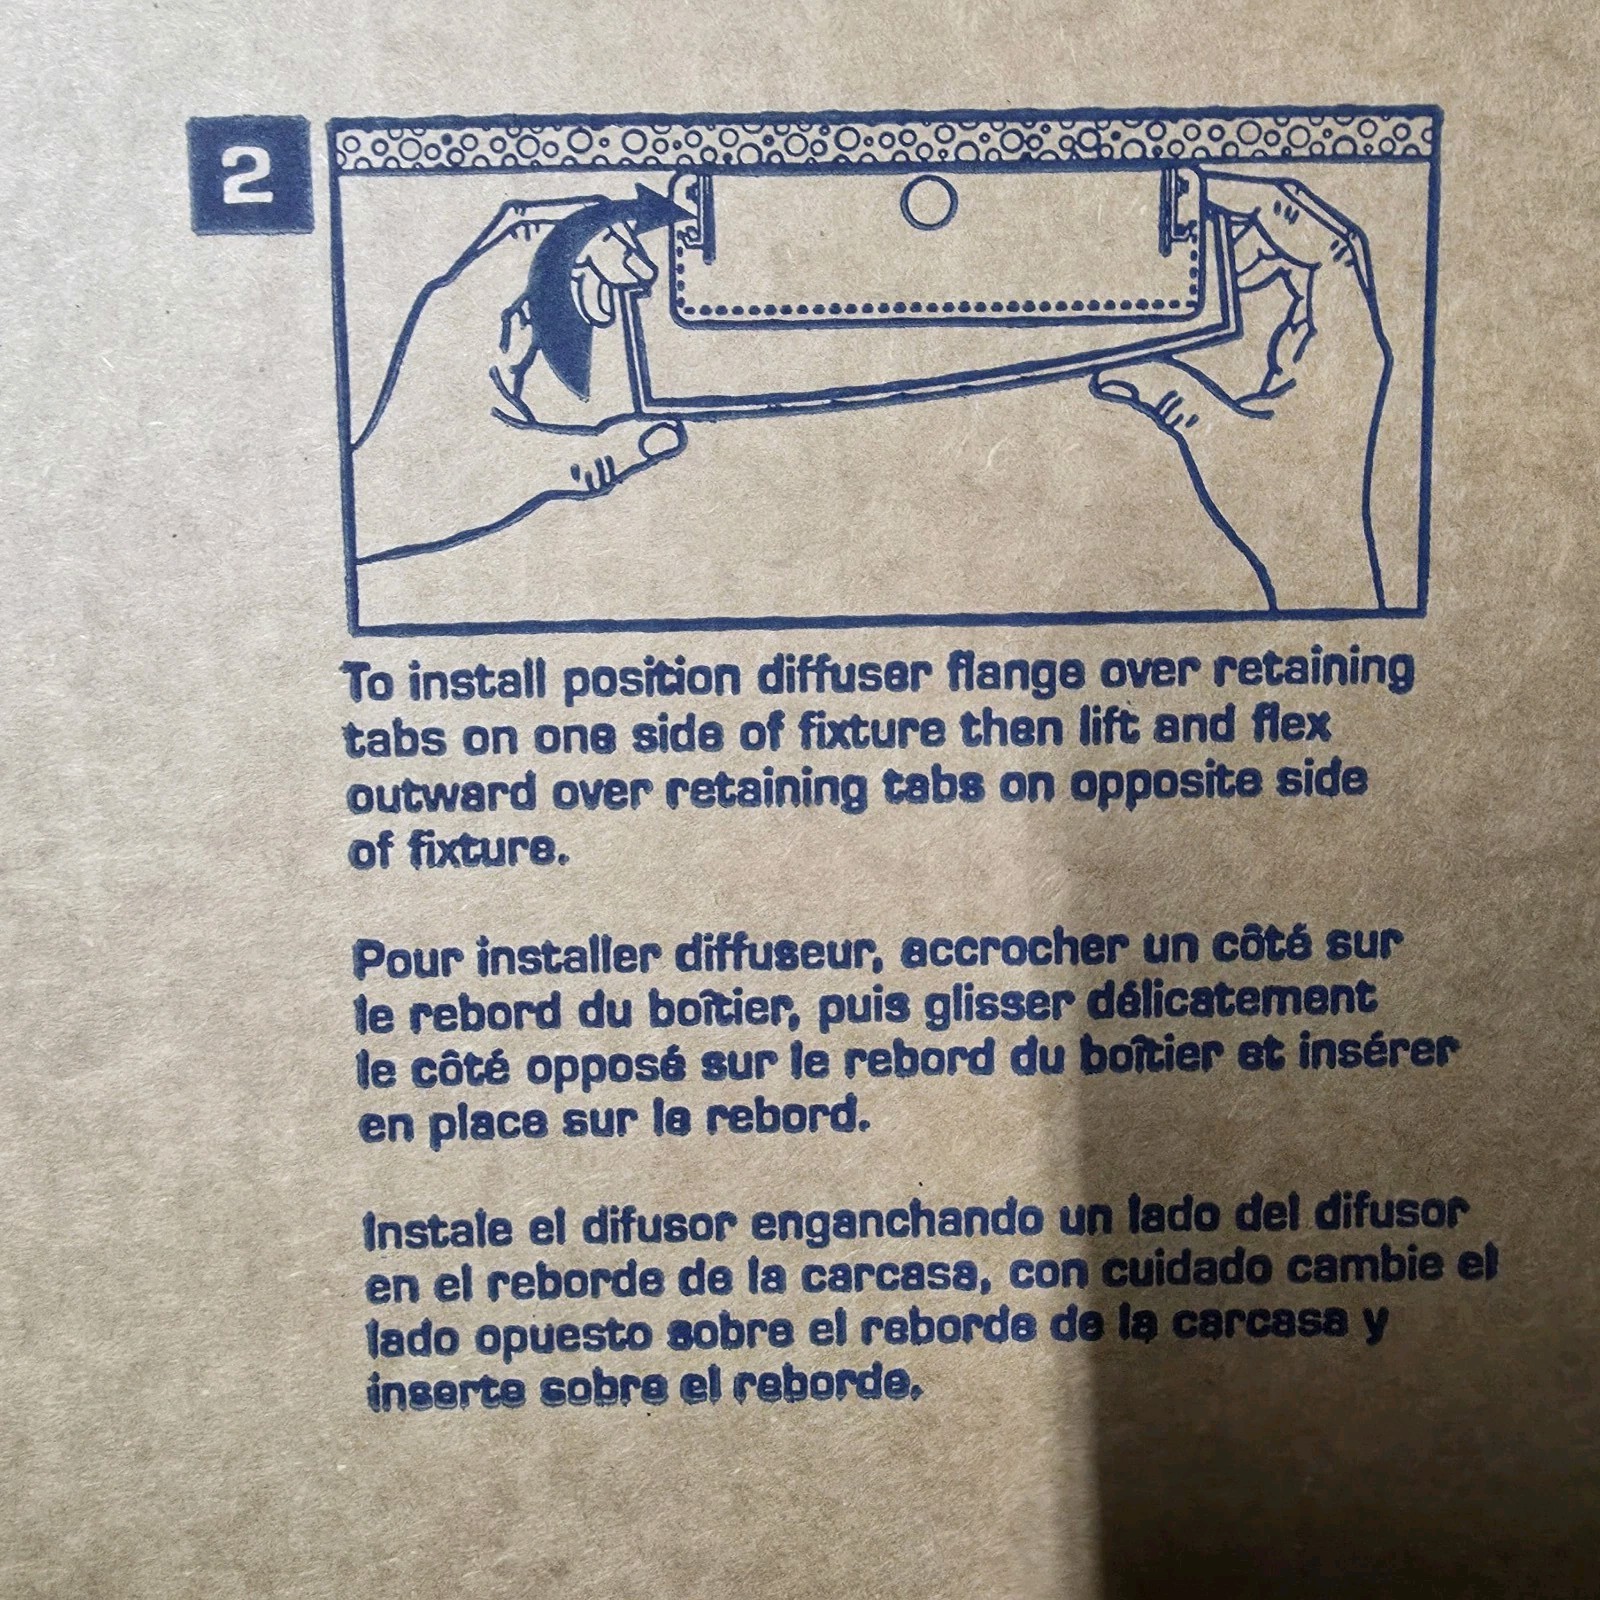 2
To install position diffuser flange over retaining
tabs on one side of fixture then lift and flex
outward over retaining tabs on opposite side
of fixture.
Pour installer diffuseur, accrocher un côté sur
le rebord du boîtier, puis glisser délicatement
le côté opposé sur le rebord du boîtier et insérer
en place sur le rebord.
Instale el difusor enganchando un lado del difusor
en el reborde de la carcasa, con cuidado cambie el
lado opuesto sobre el reborde de la carcasa y
inserte sobre el reborde.